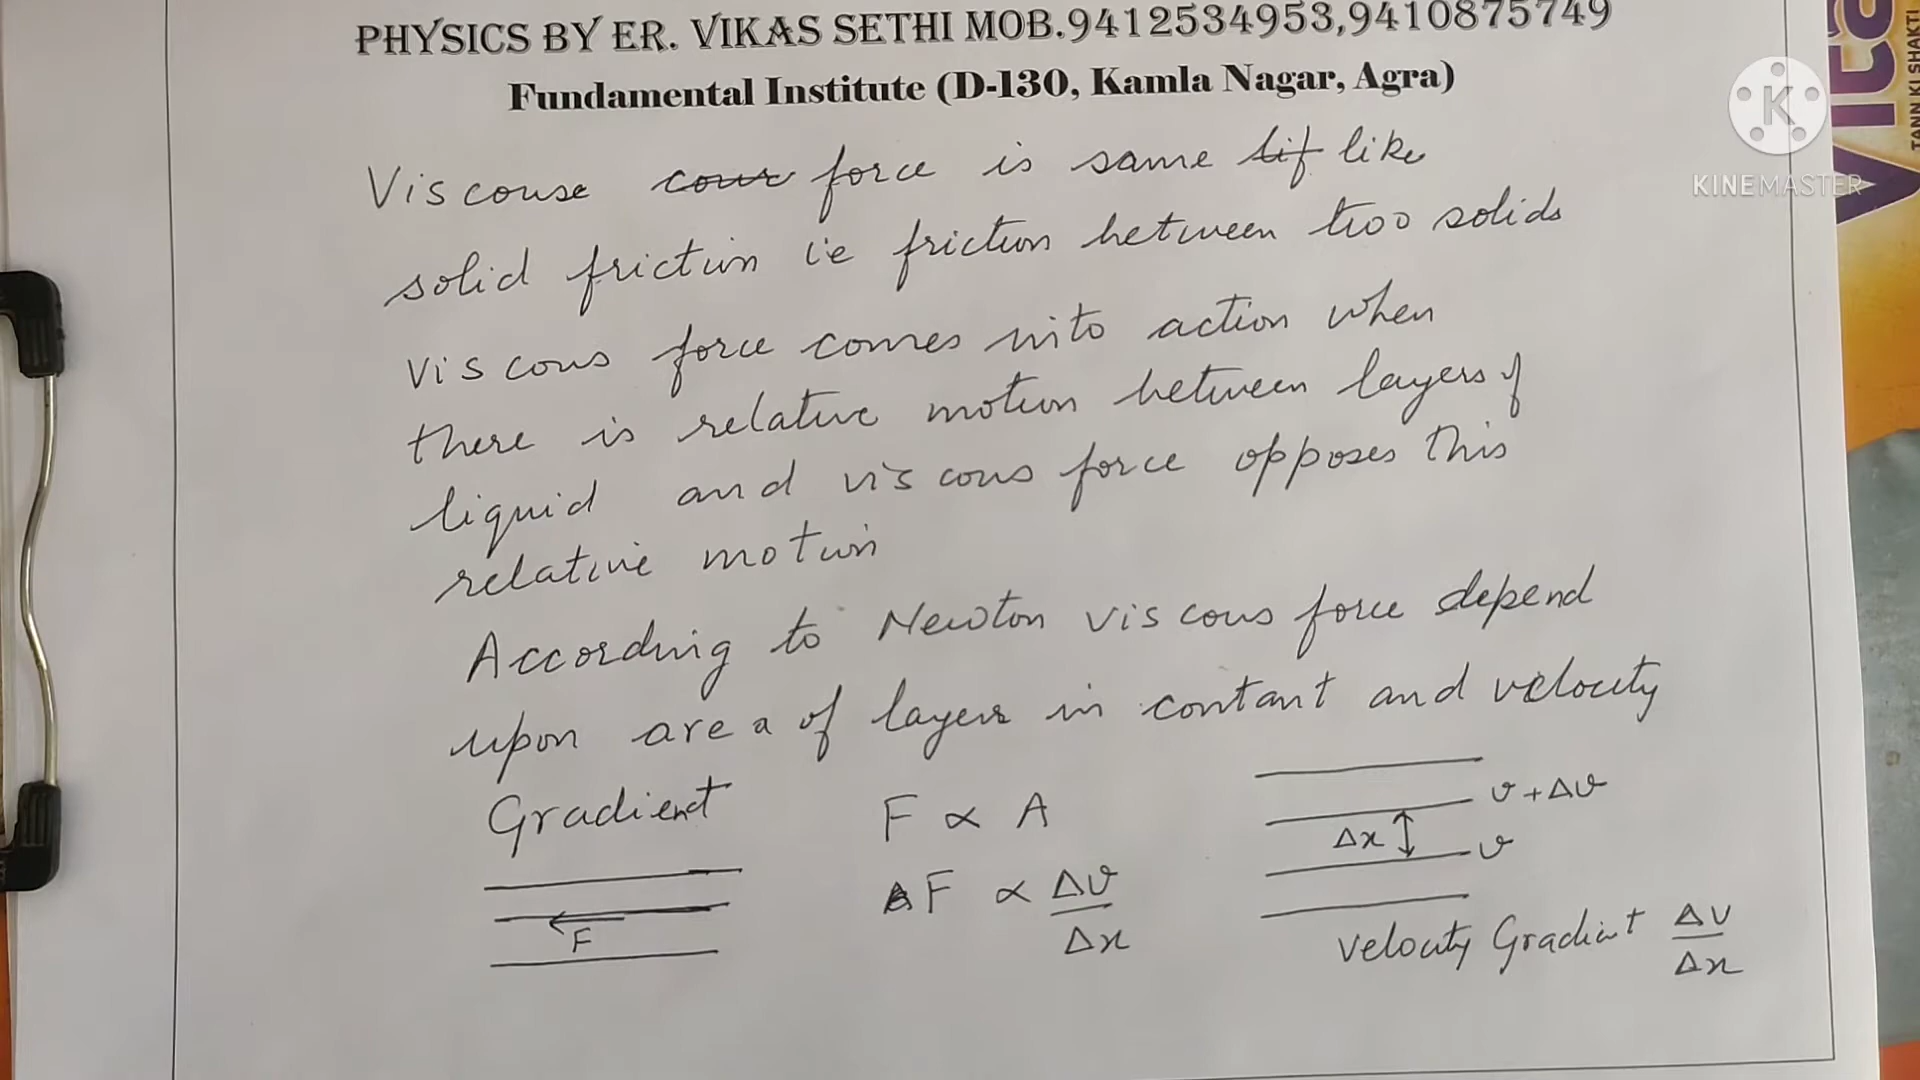 PHYSICS BY ER. VIKAS SETHI MOB.9412534953,9410875749
Fundamental Institute (D-130, Kamla Nagar, Agra)
K
KINEMASTER
Vita
TANN KI SHAKTI
Viscouse cour force is same lif like
solid friction i'e friction between two solids
viscous force comes into action when
there is relative motion between layers of
liquid and viscous force opposes this
relative motion
According to Newton viscous force depend
upon area of layers in contant and velocity
Gradient
F ∝ A
v + Δv
Δx
v
F ∝ Δv
Δx
F
Velocity Gradient Δv
Δx